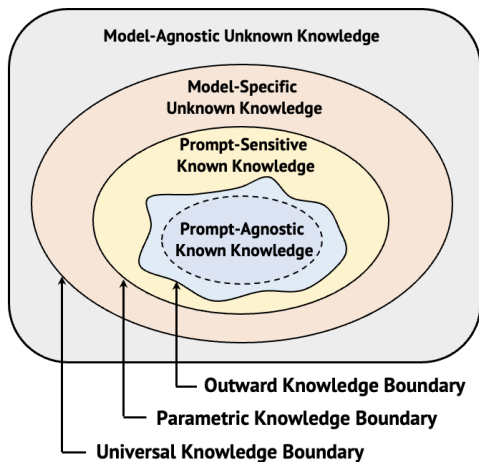 Model-Agnostic Unknown Knowledge
Model-Specific
Unknown Knowledge
Prompt-Sensitive
Known Knowledge
Prompt-Agnostic
Known Knowledge
Outward Knowledge Boundary
Parametric Knowledge Boundary
Universal Knowledge Boundary